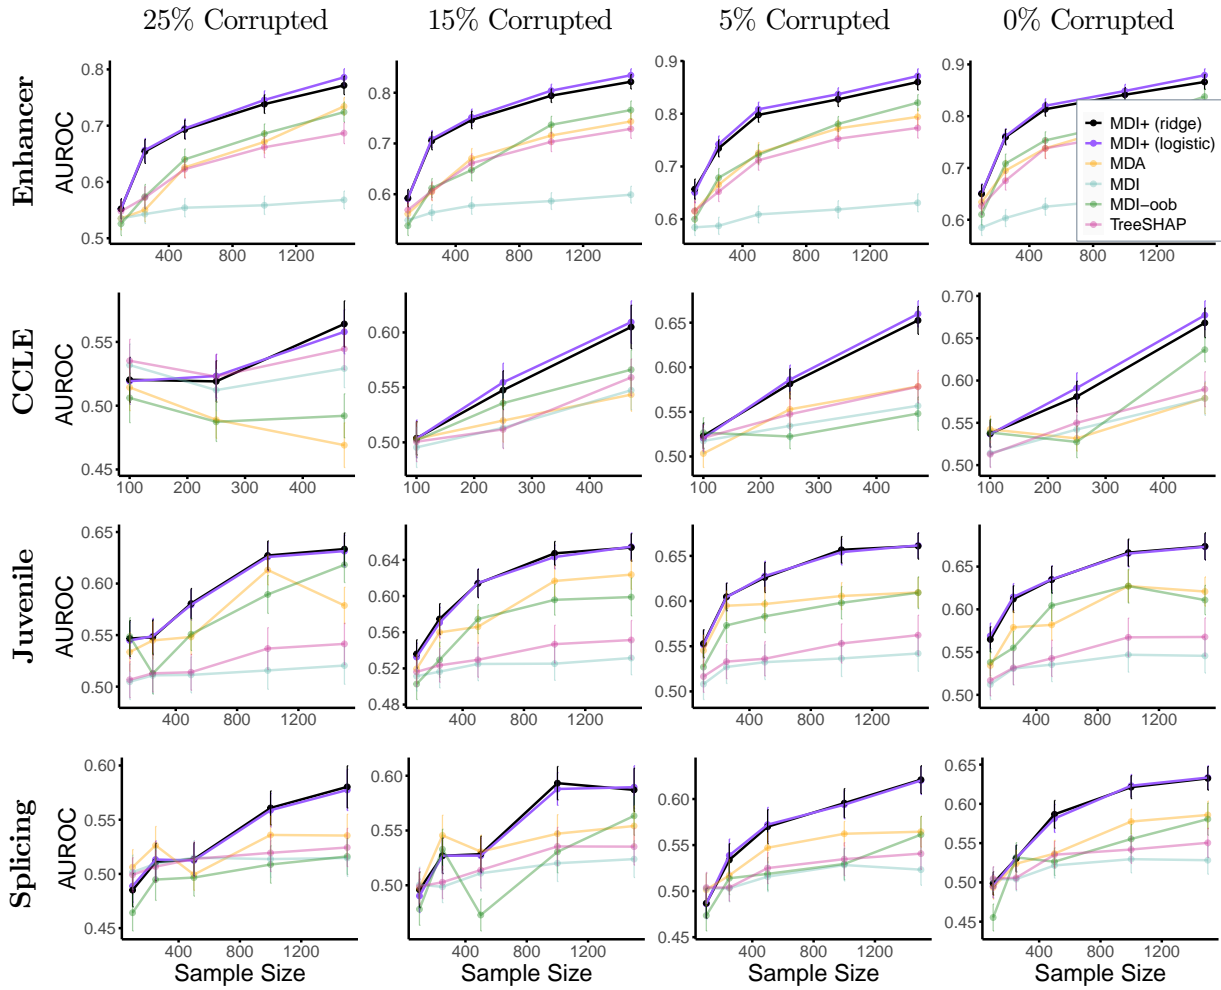 25% Corrupted 15% Corrupted 5% Corrupted 0% Corrupted
Enhancer
AUROC
0.8
0.7
0.6
0.5
400 800 1200
0.8
0.7
0.6
400 800 1200
0.9
0.8
0.7
0.6
400 800 1200
0.9
0.8
0.7
0.6
400 800 1200
MDI+ (ridge)
MDI+ (logistic)
MDA
MDI
MDI−oob
TreeSHAP
CCLE
AUROC
0.55
0.50
0.45
100 200 300 400
0.60
0.55
0.50
100 200 300 400
0.65
0.60
0.55
0.50
100 200 300 400
0.70
0.65
0.60
0.55
0.50
100 200 300 400
Juvenile
AUROC
0.65
0.60
0.55
0.50
400 800 1200
0.64
0.60
0.56
0.52
0.48
400 800 1200
0.65
0.60
0.55
0.50
400 800 1200
0.70
0.65
0.60
0.55
0.50
400 800 1200
Splicing
AUROC
0.60
0.55
0.50
0.45
400 800 1200
0.60
0.55
0.50
400 800 1200
0.60
0.55
0.50
0.45
400 800 1200
0.65
0.60
0.55
0.50
0.45
400 800 1200
Sample Size Sample Size Sample Size Sample Size